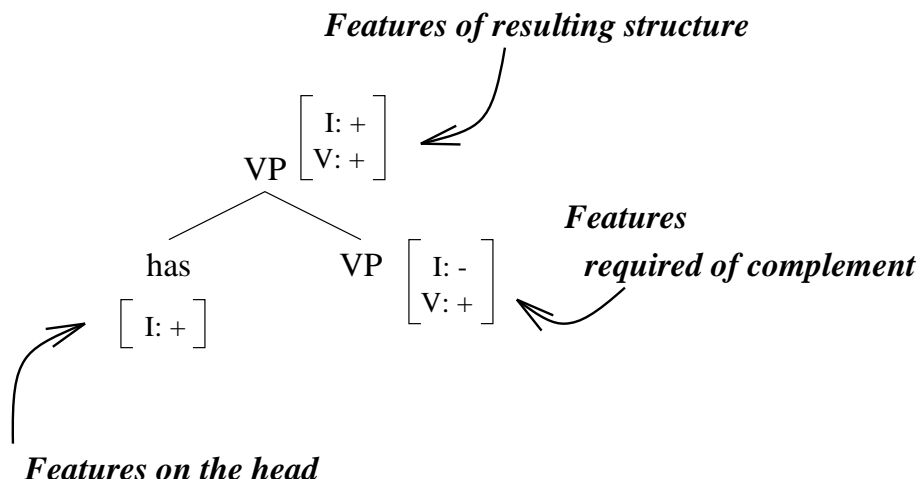 Features of resulting structure
I: +
VP
V: +
Features
has
VP
I: -
required of complement
V: +
I: +
Features on the head